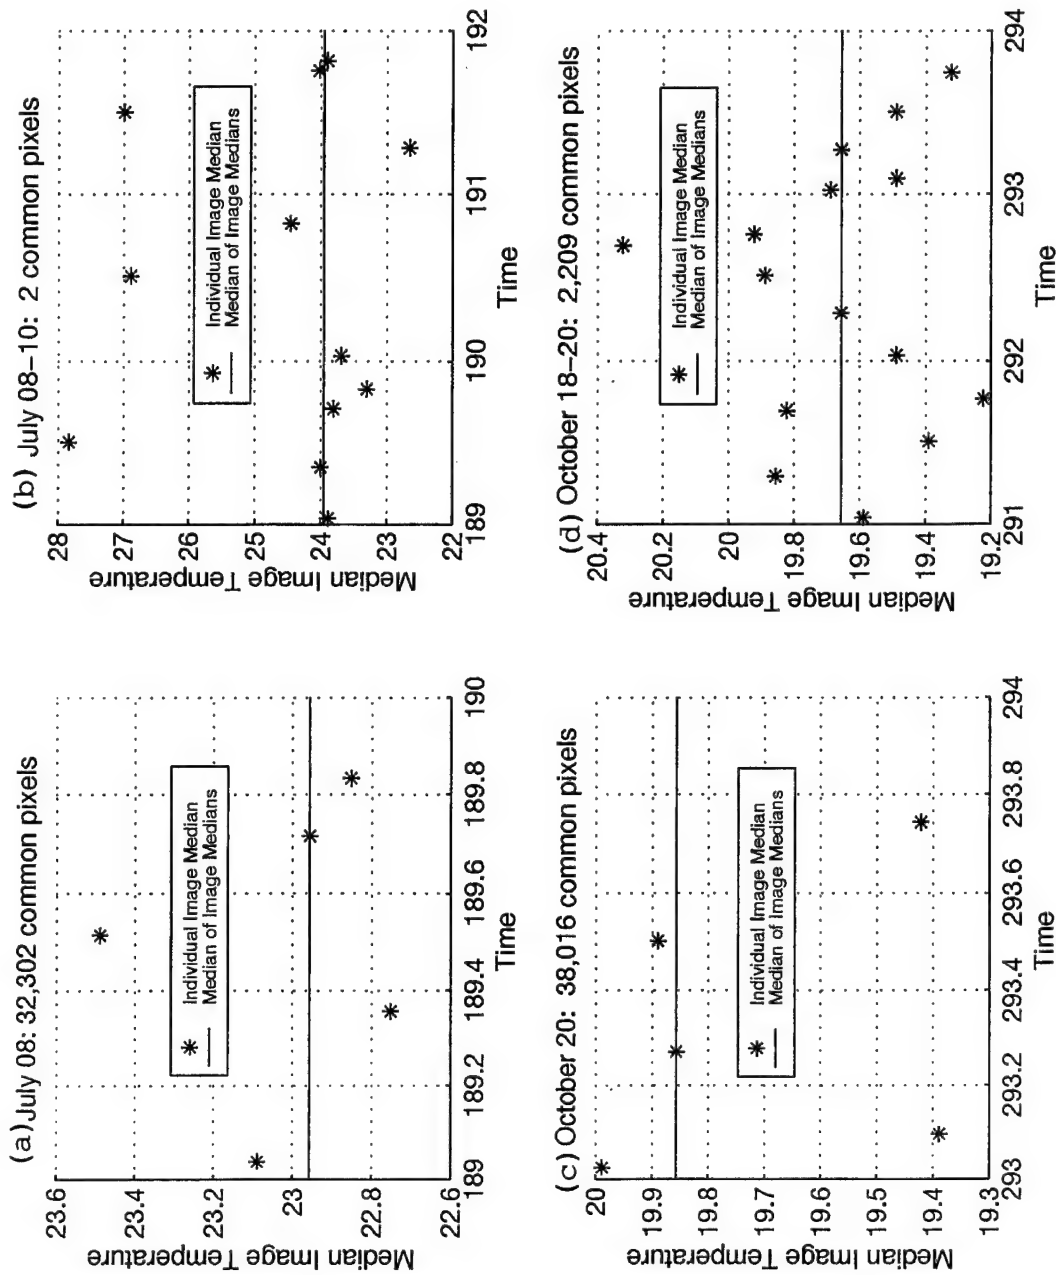 (a) July 08: 32,302 common pixels
Median Image Temperature
23.6
23.4
23.2
23
22.8
22.6
189
189.2
189.4
189.6
189.8
190
Time
Individual Image Median
Median of Image Medians
(b) July 08–10: 2 common pixels
Median Image Temperature
28
27
26
25
24
23
22
189
190
191
192
Time
Individual Image Median
Median of Image Medians
(c) October 20: 38,016 common pixels
Median Image Temperature
20
19.9
19.8
19.7
19.6
19.5
19.4
19.3
293
293.2
293.4
293.6
293.8
294
Time
Individual Image Median
Median of Image Medians
(d) October 18–20: 2,209 common pixels
Median Image Temperature
20.4
20.2
20
19.8
19.6
19.4
19.2
291
292
293
294
Time
Individual Image Median
Median of Image Medians